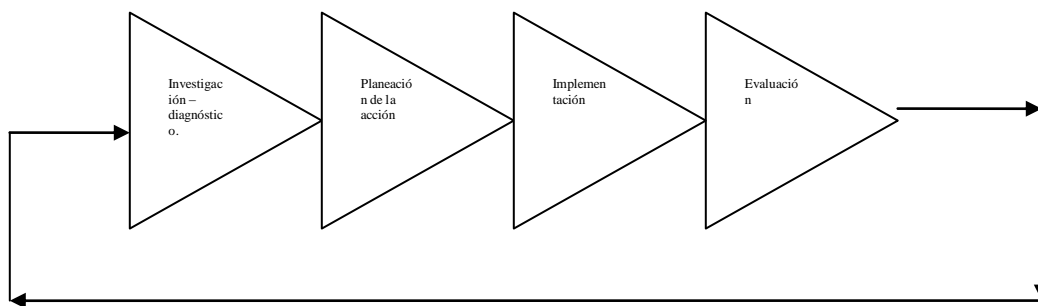 Investigac
ión –
diagnóstic
o.
Planeació
n de la
acción
Implemen
tación
Evaluació
n